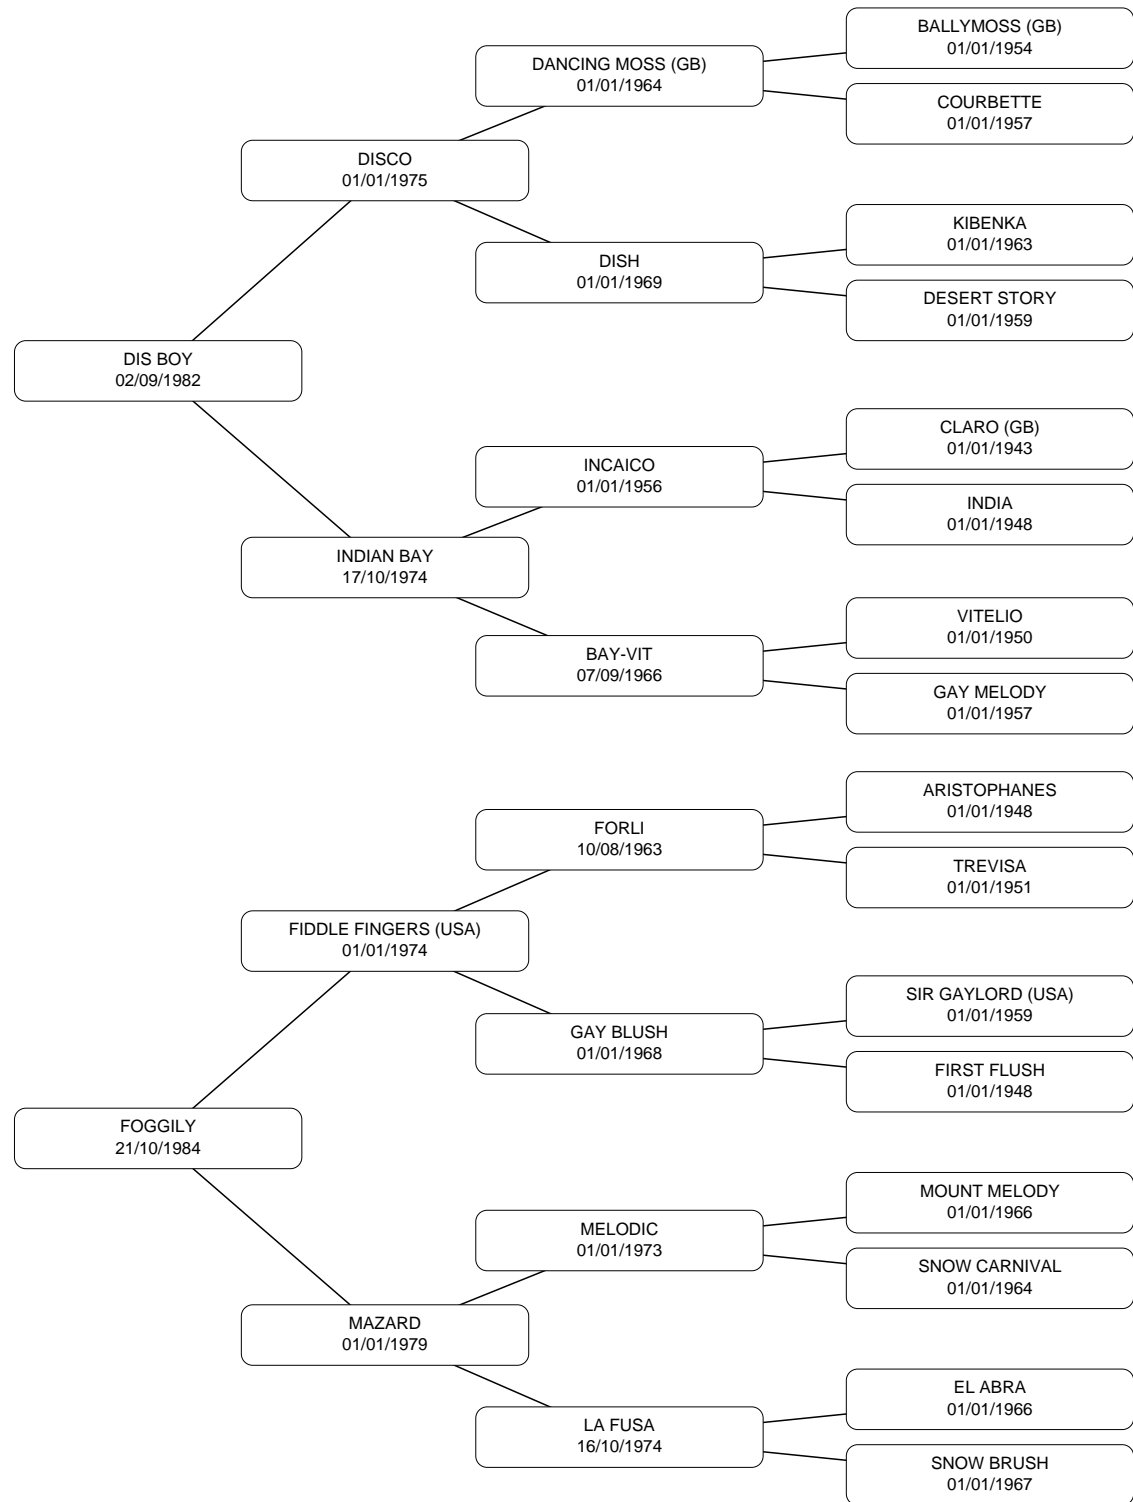 BALLYMOSS (GB)
01/01/1954
DANCING MOSS (GB)
01/01/1964
COURBETTE
01/01/1957
DISCO
01/01/1975
KIBENKA
01/01/1963
DISH
01/01/1969
DESERT STORY
01/01/1959
DIS BOY
02/09/1982
CLARO (GB)
01/01/1943
INCAICO
01/01/1956
INDIA
01/01/1948
INDIAN BAY
17/10/1974
VITELIO
01/01/1950
BAY-VIT
07/09/1966
GAY MELODY
01/01/1957
ARISTOPHANES
01/01/1948
FORLI
10/08/1963
TREVISA
01/01/1951
FIDDLE FINGERS (USA)
01/01/1974
SIR GAYLORD (USA)
01/01/1959
GAY BLUSH
01/01/1968
FIRST FLUSH
01/01/1948
FOGGILY
21/10/1984
MOUNT MELODY
01/01/1966
MELODIC
01/01/1973
SNOW CARNIVAL
01/01/1964
MAZARD
01/01/1979
EL ABRA
01/01/1966
LA FUSA
16/10/1974
SNOW BRUSH
01/01/1967